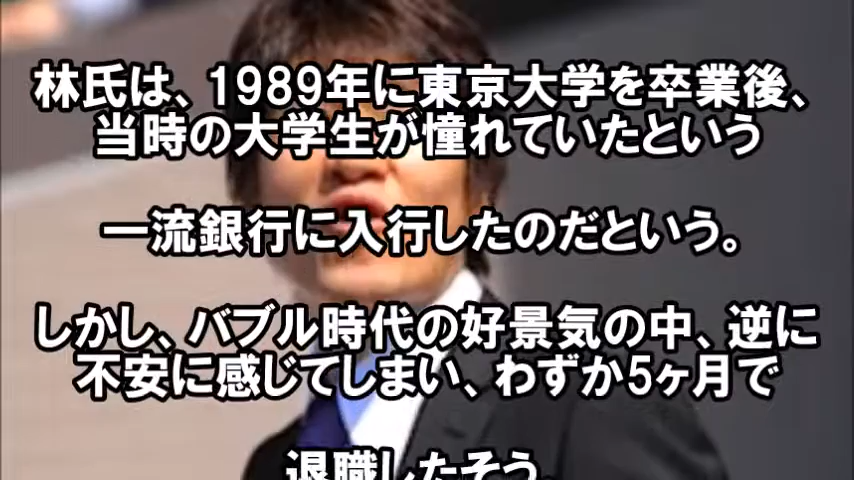 林氏は、1989年に東京大学を卒業後、
当時の大学生が憧れていたという
一流銀行に入行したのだという。
しかし、バブル時代の好景気の中、逆に
不安に感じてしまい、わずか5ヶ月で
退職したそう。